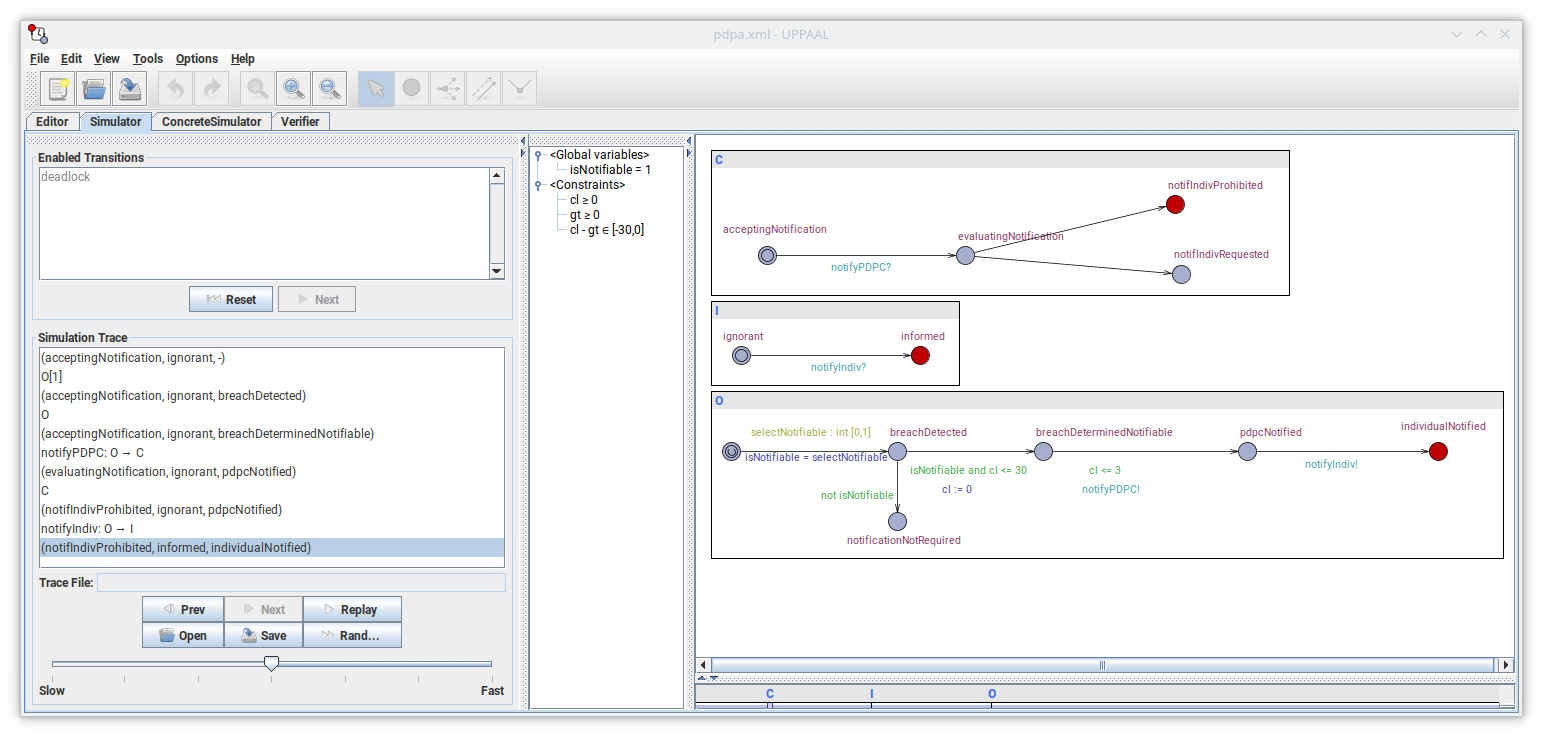 pdpa.xml - UPPAAL
File Edit View Tools Options Help
Editor Simulator ConcreteSimulator Verifier
Enabled Transitions
deadlock
Reset Next
Simulation Trace
(acceptingNotification, ignorant, -)
O[1]
(acceptingNotification, ignorant, breachDetected)
O
(acceptingNotification, ignorant, breachDeterminedNotifiable)
notifyPDPC: O → C
(evaluatingNotification, ignorant, pdpcNotified)
C
(notifIndivProhibited, ignorant, pdpcNotified)
notifyIndiv: O → I
(notifIndivProhibited, informed, individualNotified)
Trace File:
Prev Next Replay
Open Save Rand...
Slow Fast
<Global variables>
isNotifiable = 1
<Constraints>
cl ≥ 0
gt ≥ 0
cl - gt ∈ [-30,0]
C
notifIndivProhibited
acceptingNotification
evaluatingNotification
notifIndivRequested
notifyPDPC?
I
ignorant informed
notifyIndiv?
O
selectNotifiable : int [0,1] breachDetected breachDeterminedNotifiable pdpcNotified individualNotified
isNotifiable = selectNotifiable
isNotifiable and cl <= 30 cl <= 3 notifyIndiv!
cl := 0 notifyPDPC!
not isNotifiable
notificationNotRequired
C I O